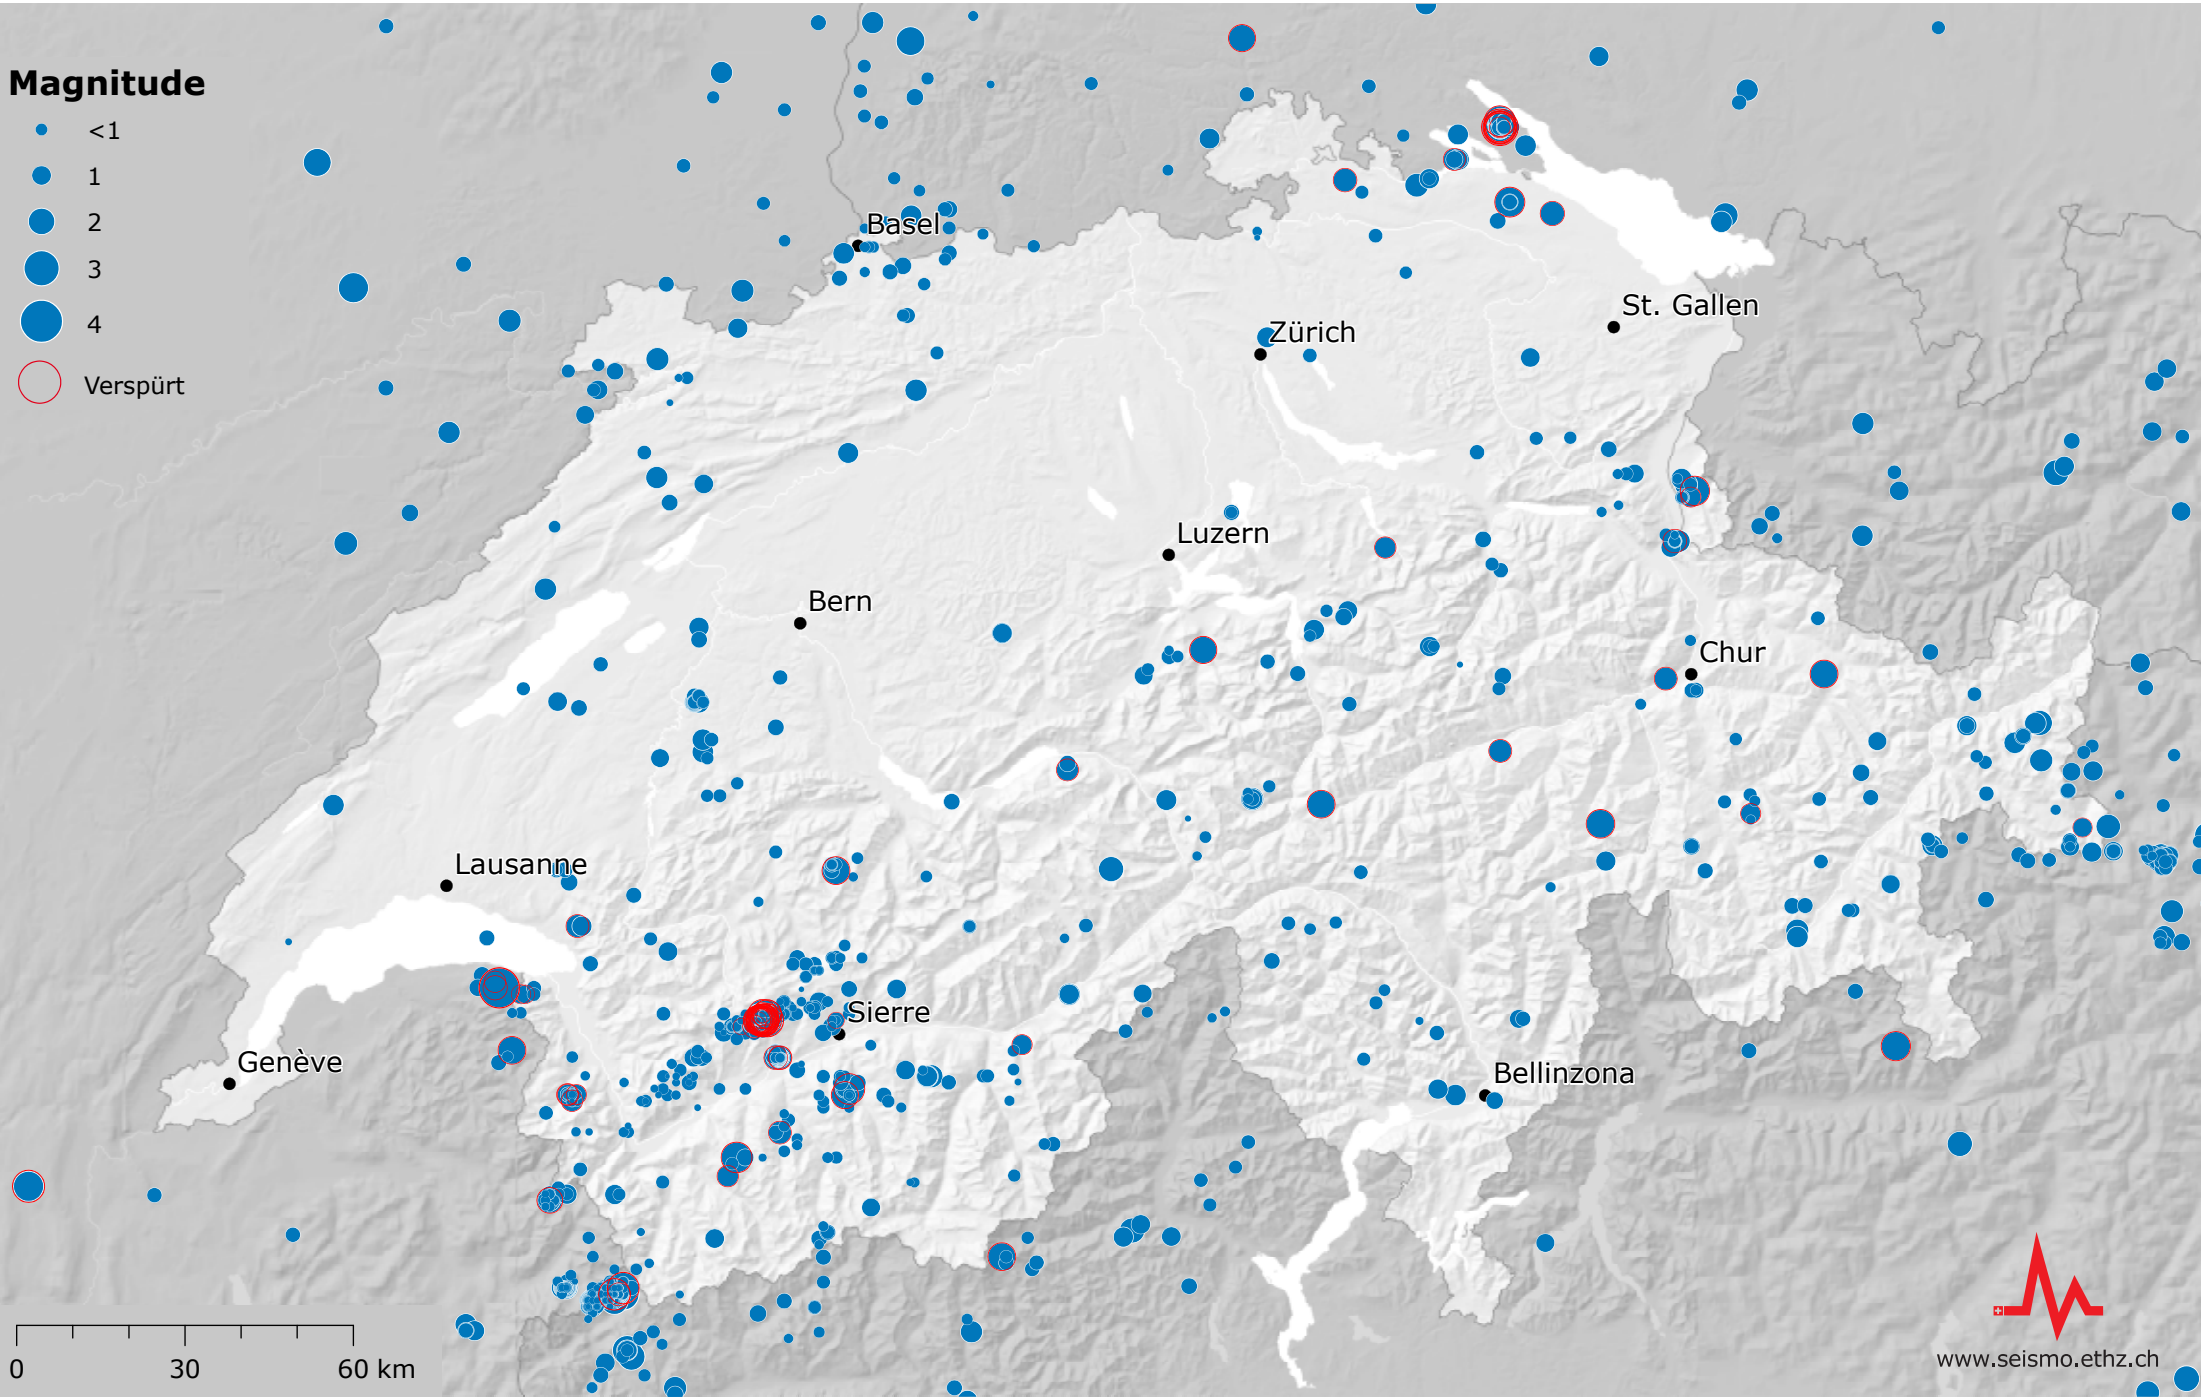 Magnitude
<1
1
2
3
4
Verspürt
Basel
Zürich
St. Gallen
Luzern
Bern
Chur
Lausanne
Sierre
Genève
Bellinzona
0 30 60 km
www.seismo.ethz.ch